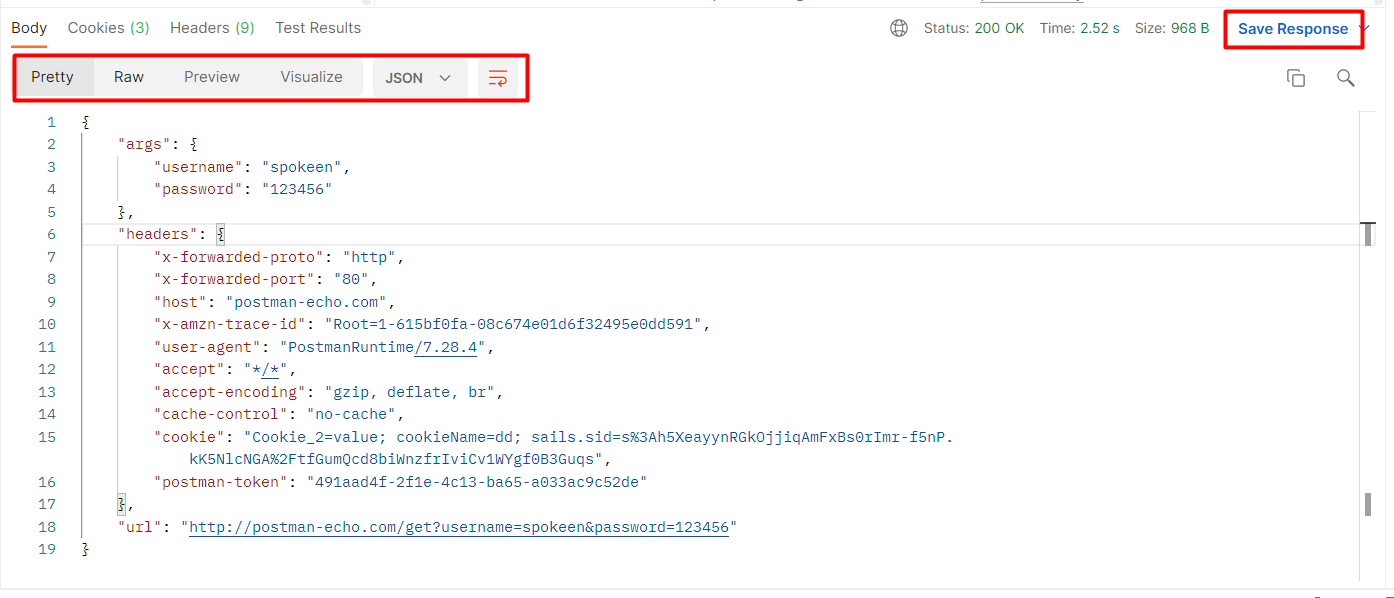 Body Cookies (3) Headers (9) Test Results Status: 200 OK Time: 2.52 s Size: 968 B Save Response
Pretty Raw Preview Visualize JSON
1 {
2 "args": {
3 "username": "spokeen",
4 "password": "123456"
5 },
6 "headers": {
7 "x-forwarded-proto": "http",
8 "x-forwarded-port": "80",
9 "host": "postman-echo.com",
10 "x-amzn-trace-id": "Root=1-615bf0fa-08c674e01d6f32495e0dd591",
11 "user-agent": "PostmanRuntime/7.28.4",
12 "accept": "*/*",
13 "accept-encoding": "gzip, deflate, br",
14 "cache-control": "no-cache",
15 "cookie": "Cookie_2=value; cookieName=dd; sails.sid=s%3Ah5XeayynRGkOjjiqAmFxBs0rImr-f5nP.
kK5NlcNGA%2FtfGumQcd8biWnzfrIviCv1WYgf0B3Guqs",
16 "postman-token": "491aad4f-2f1e-4c13-ba65-a033ac9c52de"
17 },
18 "url": "http://postman-echo.com/get?username=spokeen&password=123456"
19 }